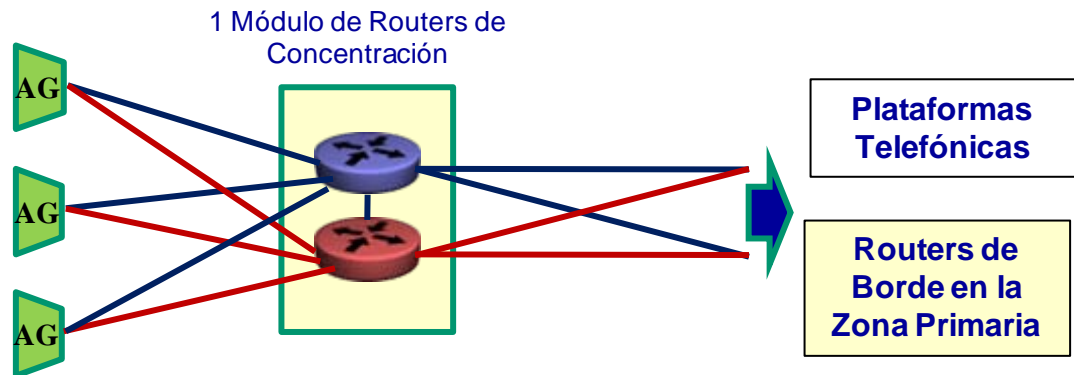 1 Módulo de Routers de
Concentración
AG
AG
AG
Plataformas
Telefónicas
Routers de
Borde en la
Zona Primaria